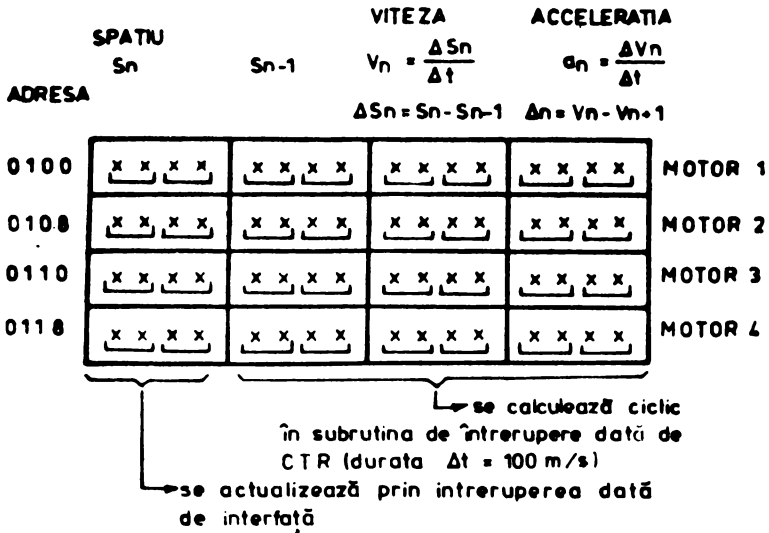 VITEZA ACCELERATIA
SPAȚIU
Sn Sn-1 Vn = ΔSn/Δt an = ΔVn/Δt
ADRESA
ΔSn = Sn - Sn-1 Δn = Vn - Vn+1
0100 x x x x x x x x x x x x x x x x MOTOR 1
0108 x x x x x x x x x x x x x x x x MOTOR 2
0110 x x x x x x x x x x x x x x x x MOTOR 3
0118 x x x x x x x x x x x x x x x x MOTOR 4
se calculează ciclic
în subrutina de întrerupere dată de
CTR (durata Δt = 100 m/s)
se actualizează prin intreruperea dată
de interfață